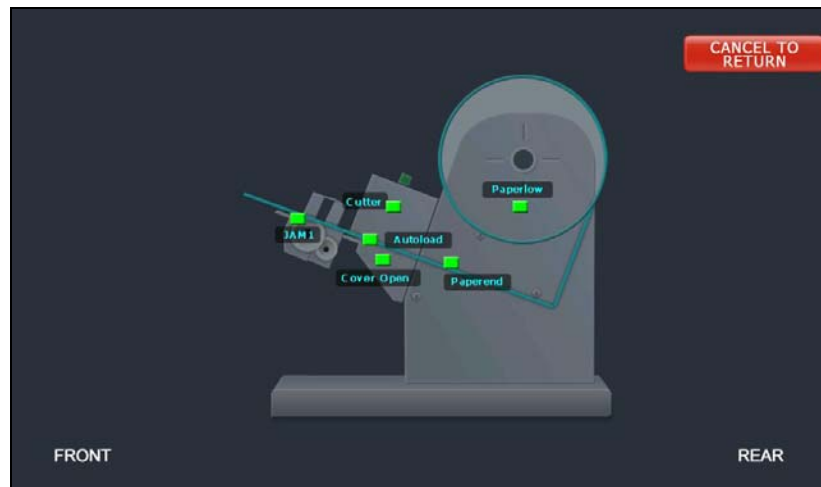 CANCEL TO
RETURN
Paperlow
Cutter
JAM1
Autoload
Cover Open
Paperend
FRONT
REAR